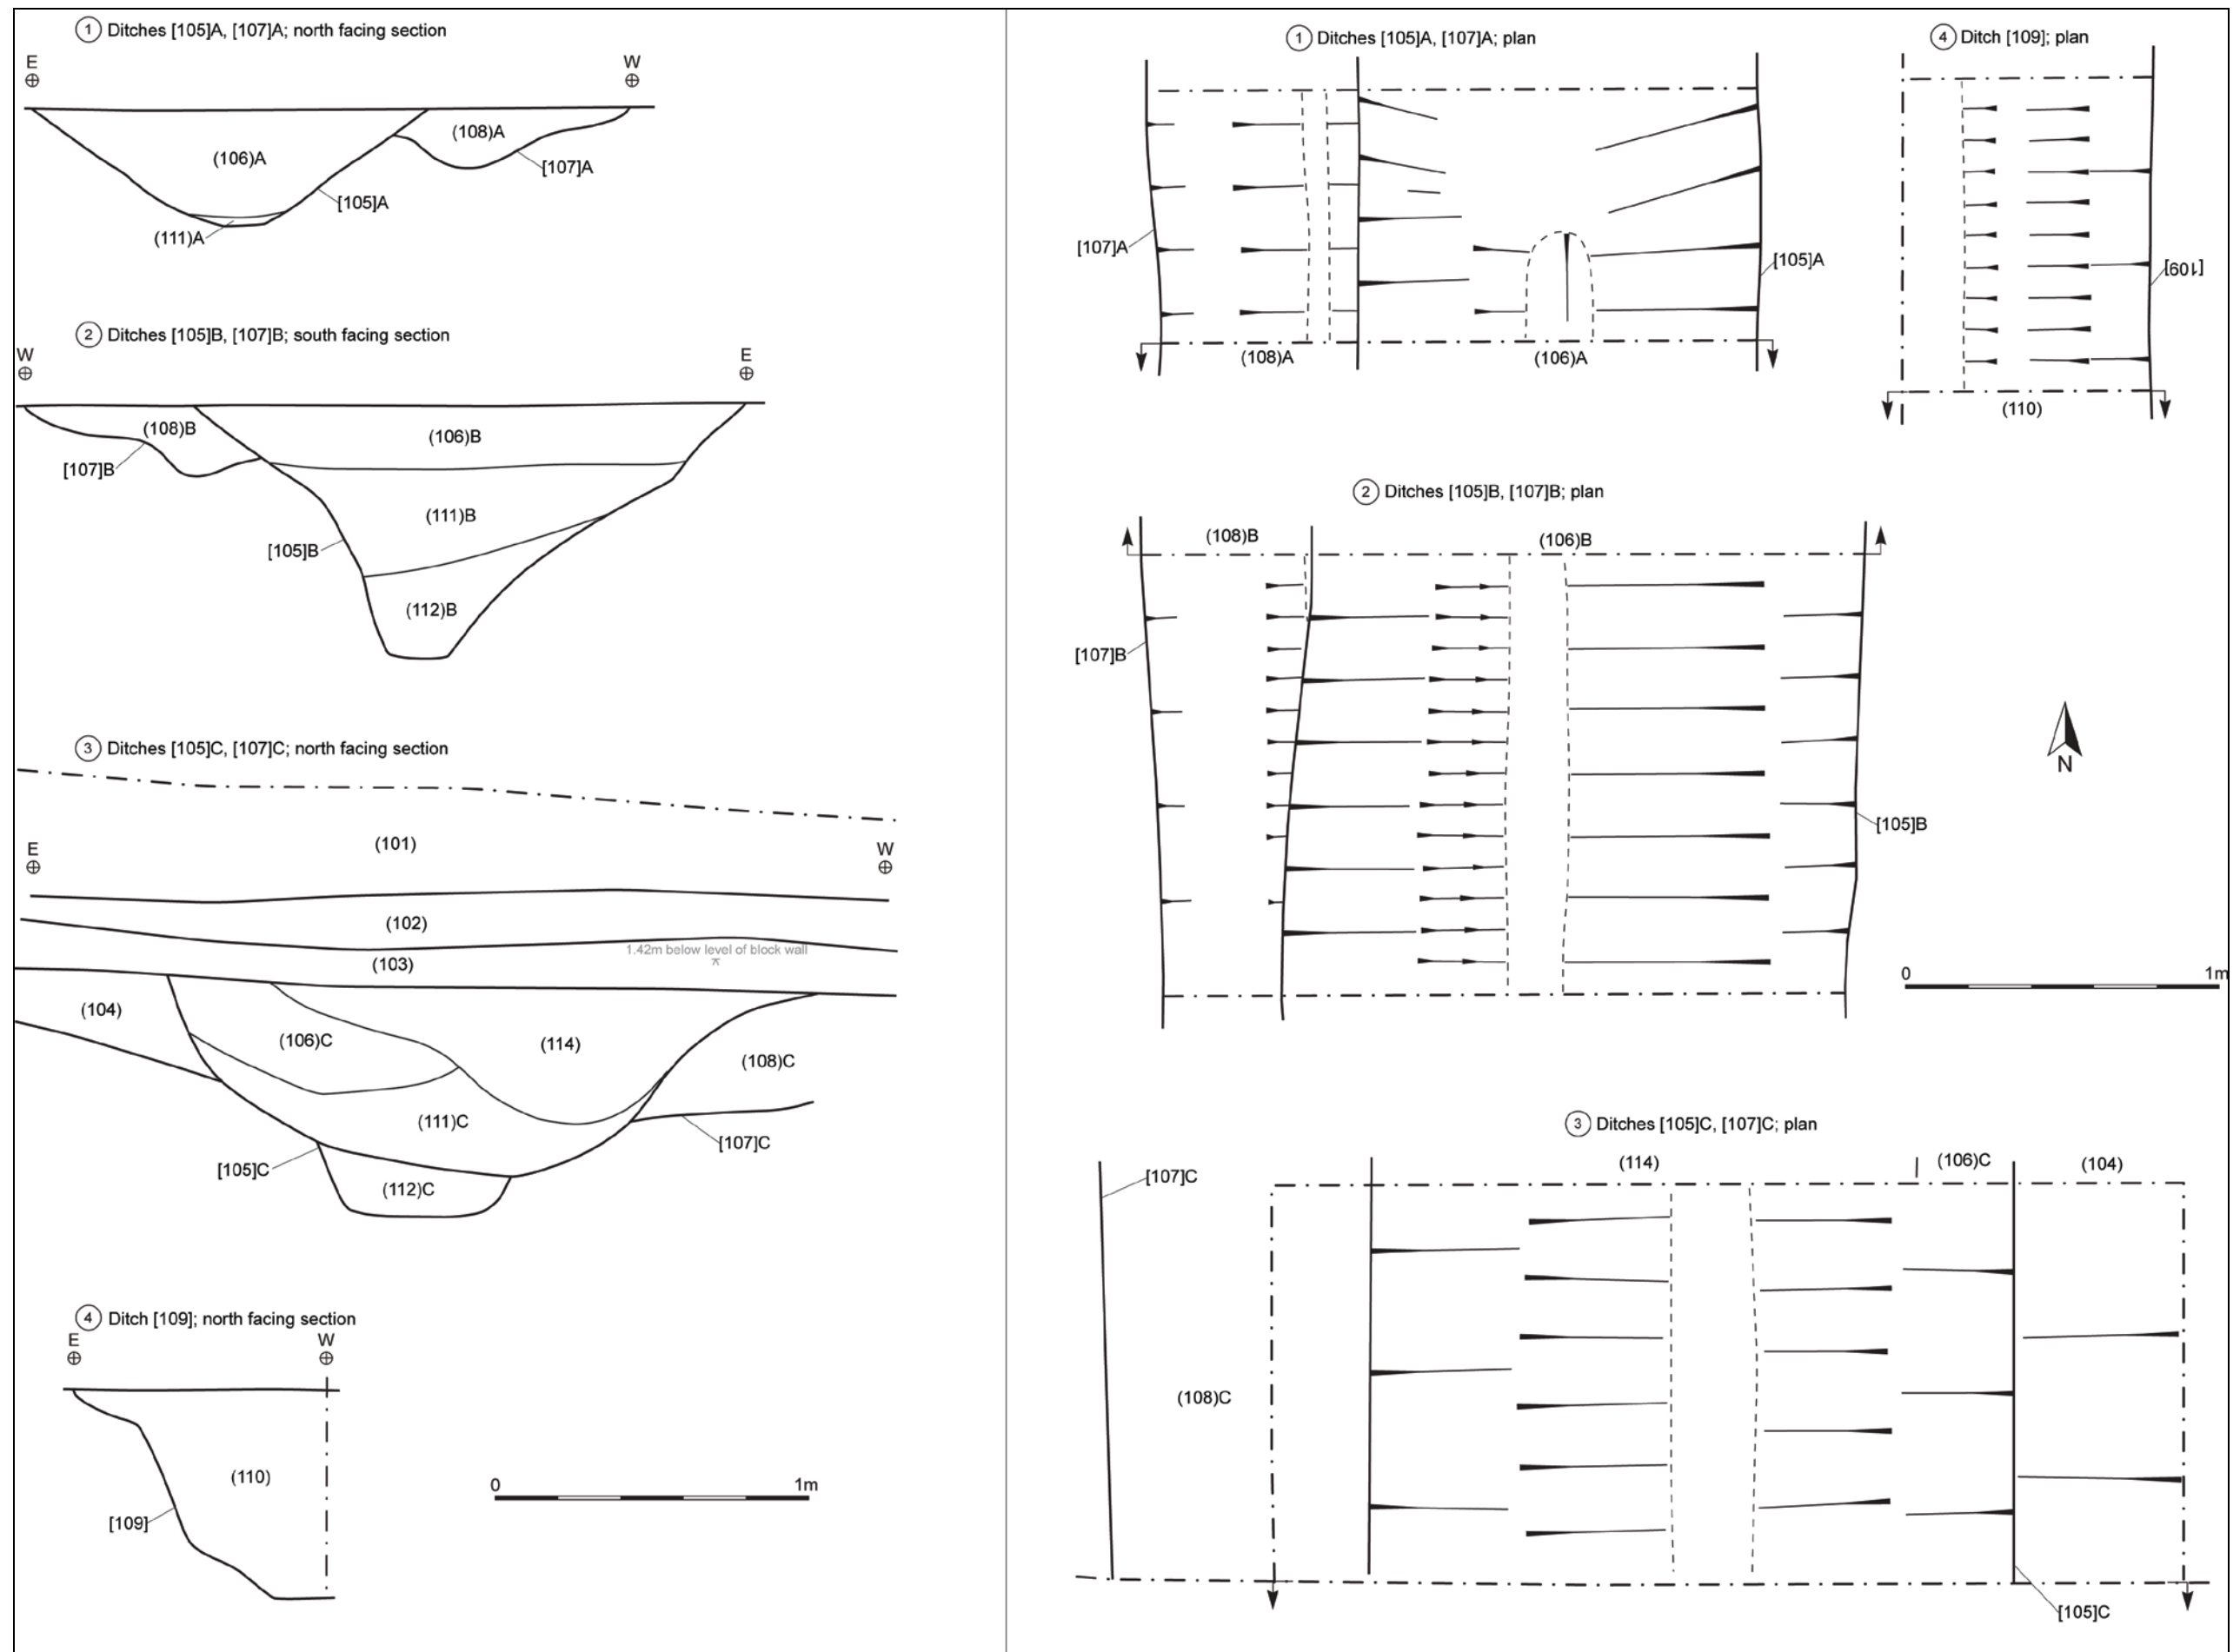 1 Ditches [105]A, [107]A; north facing section
E
W
(106)A
(108)A
[107]A
[105]A
(111)A
2 Ditches [105]B, [107]B; south facing section
W
E
(108)B
(106)B
[107]B
(111)B
[105]B
(112)B
3 Ditches [105]C, [107]C; north facing section
(101)
E
W
(102)
1.42m below level of block wall
(103)
(104)
(106)C
(114)
(108)C
(111)C
[107]C
[105]C
(112)C
4 Ditch [109]; north facing section
E
W
(110)
[109]
0 1m
1 Ditches [105]A, [107]A; plan
[107]A
[105]A
(108)A
(106)A
4 Ditch [109]; plan
[109]
(110)
2 Ditches [105]B, [107]B; plan
(108)B
(106)B
[107]B
[105]B
N
0 1m
3 Ditches [105]C, [107]C; plan
(114)
(106)C
(104)
[107]C
(108)C
[105]C